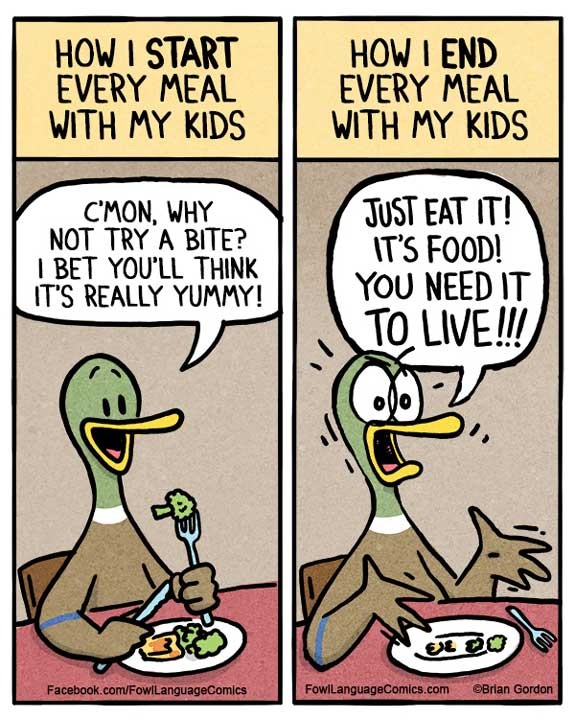 HOW I START
EVERY MEAL
WITH MY KIDS
C'MON, WHY
NOT TRY A BITE?
I BET YOU'LL THINK
IT'S REALLY YUMMY!
Facebook.com/FowlLanguageComics
HOW I END
EVERY MEAL
WITH MY KIDS
JUST EAT IT!
IT'S FOOD!
YOU NEED IT
TO LIVE!!!
FowlLanguageComics.com ©Brian Gordon